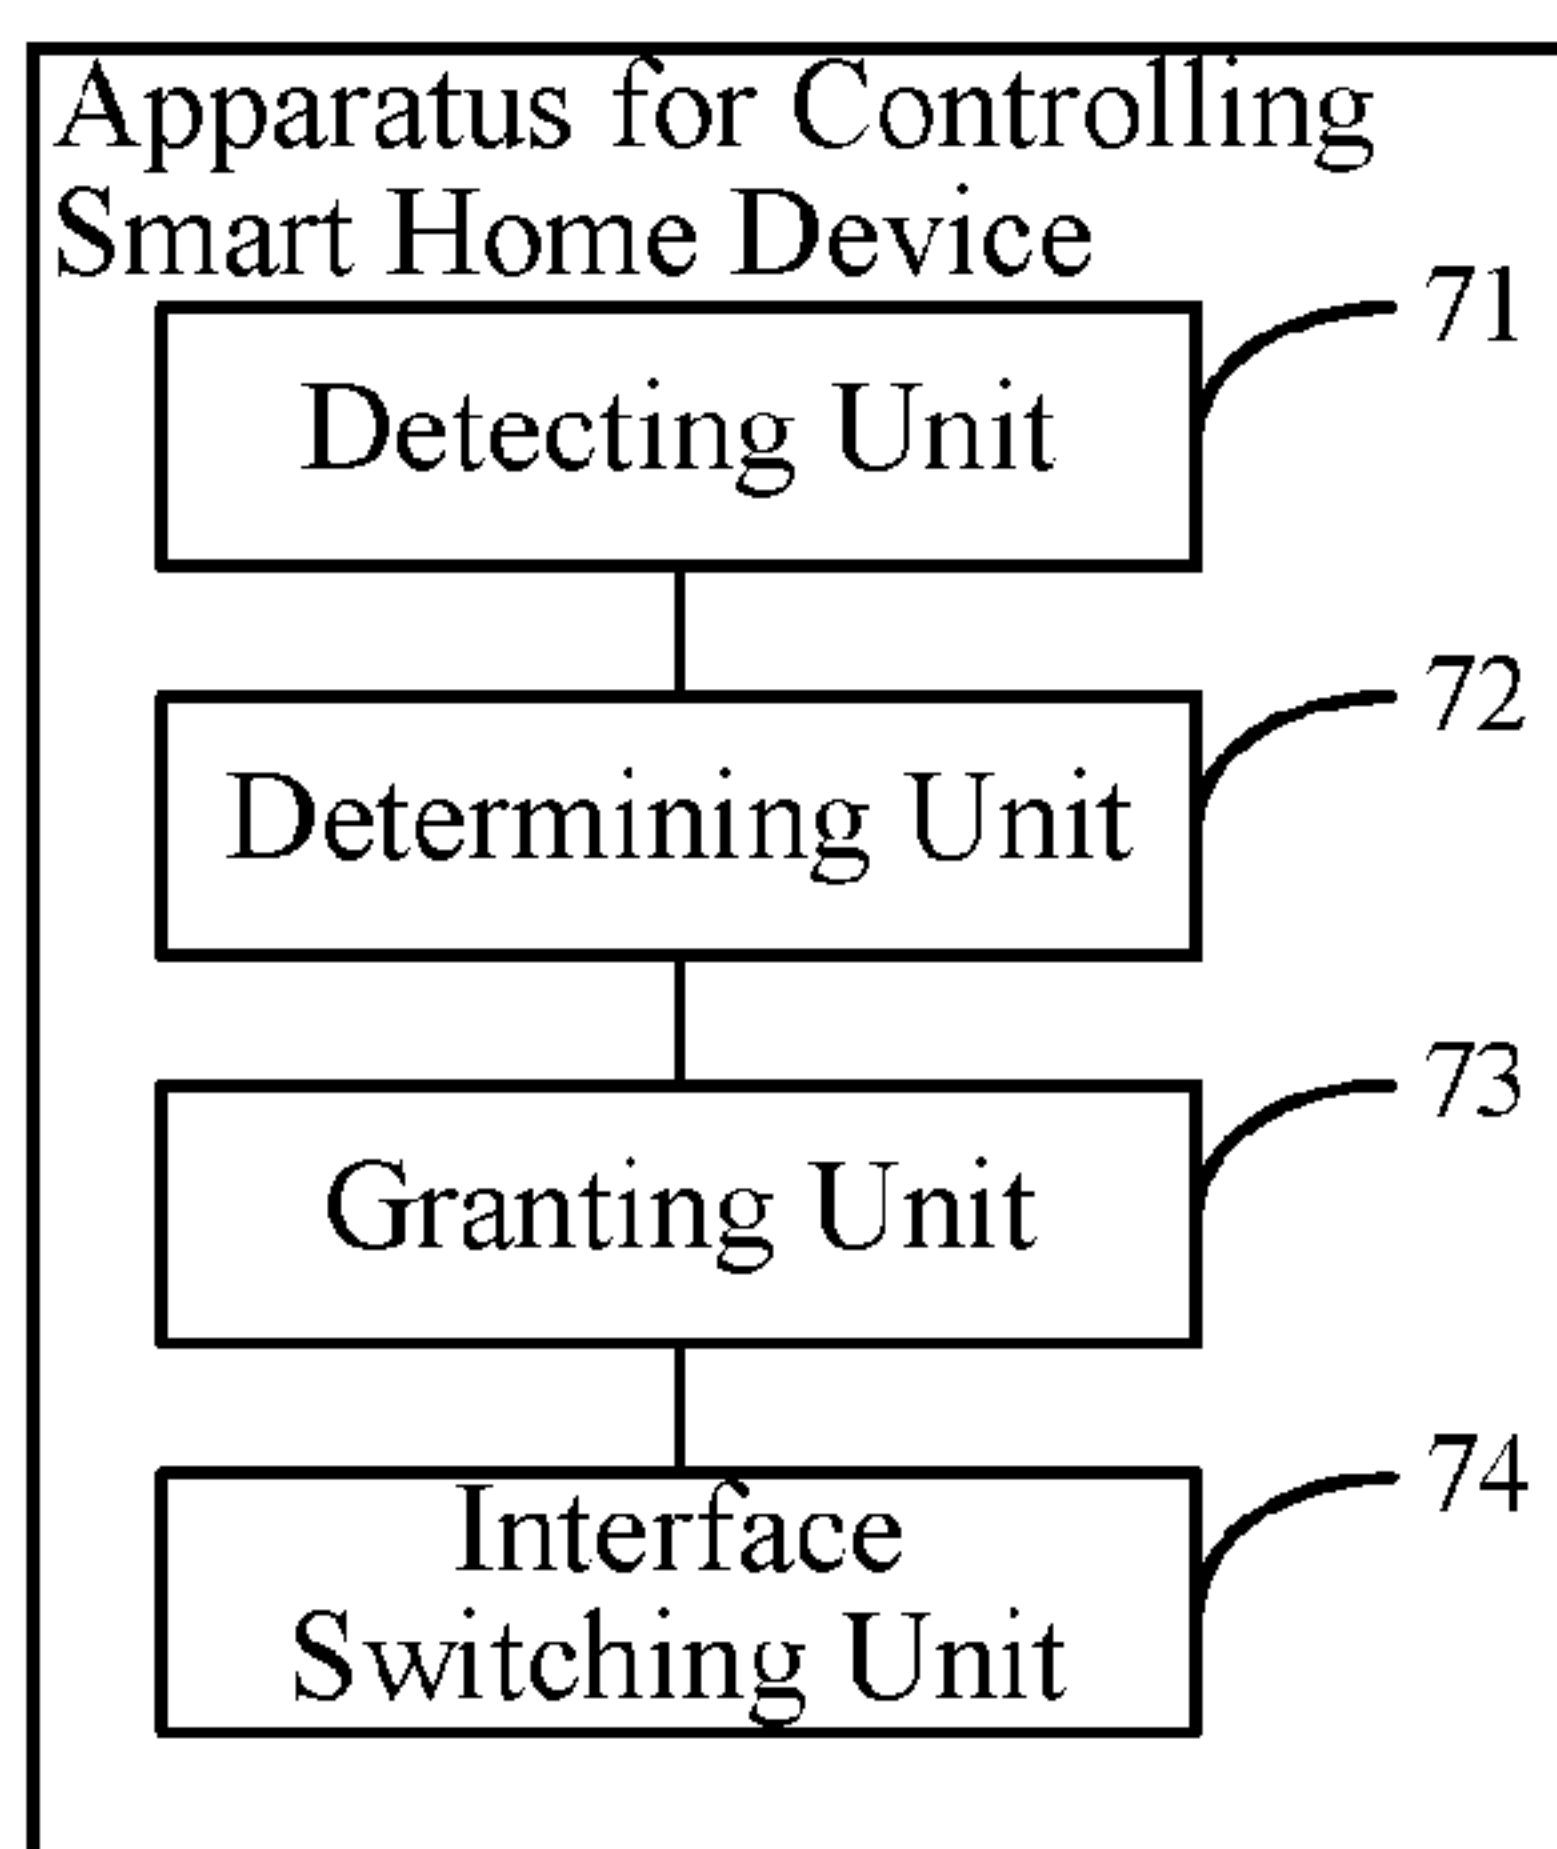 Apparatus for Controlling
Smart Home Device
71
Detecting Unit
72
Determining Unit
73
Granting Unit
74
Interface
Switching Unit